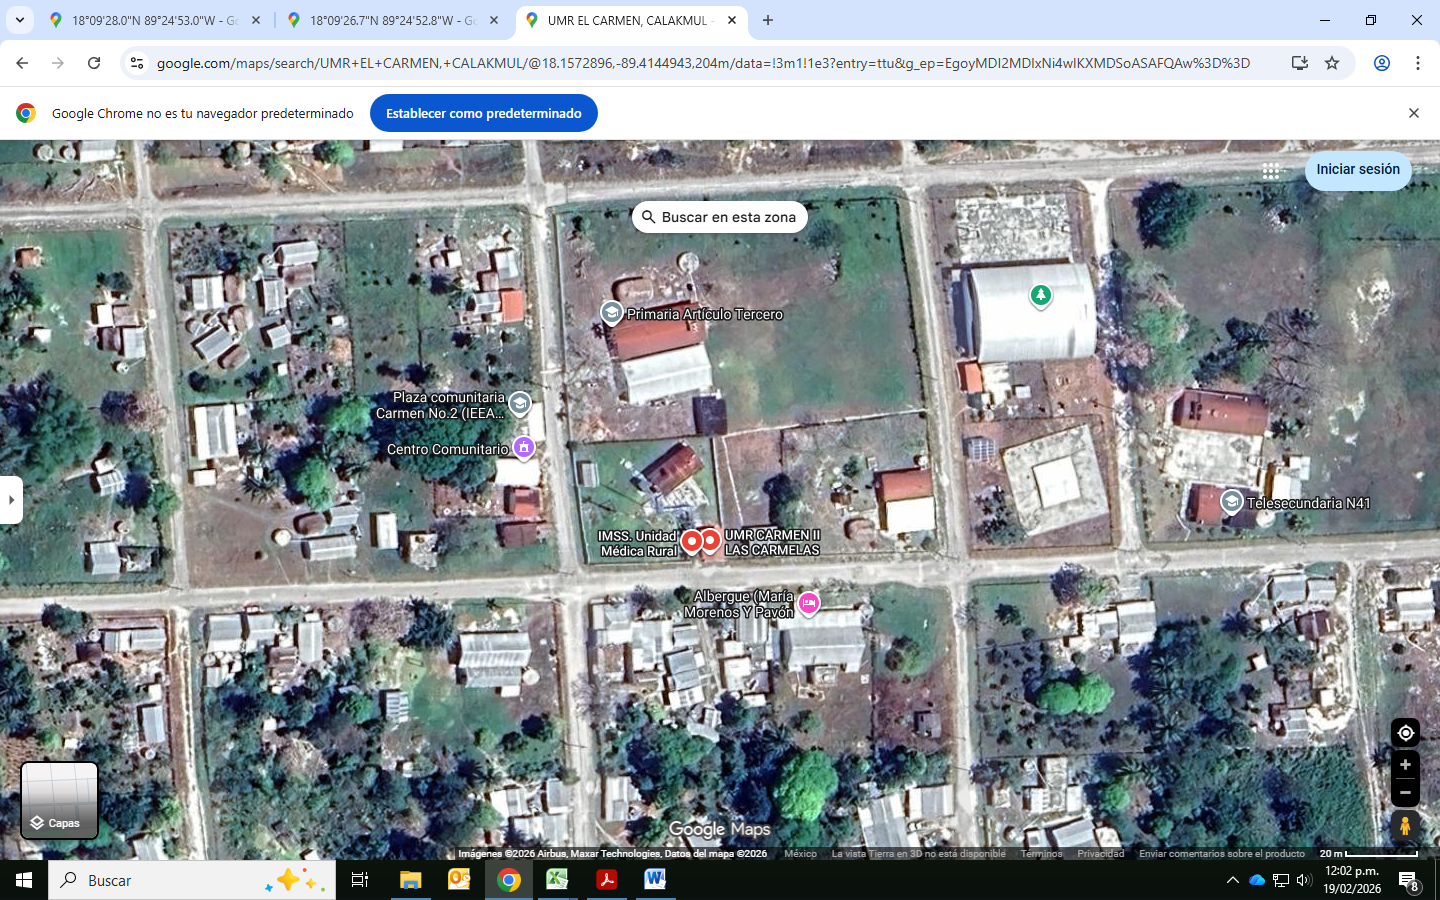 18°09'28.0"N 89°24'53.0"W - Go
18°09'26.7"N 89°24'52.8"W - Go
UMR EL CARMEN, CALAKMUL -
google.com/maps/search/UMR+EL+CARMEN,+CALAKMUL/@18.1572896,-89.4144943,204m/data=!3m1!1e3?entry=ttu&g_ep=EgoyMDI2MDIxNi4wIKXMDSoASAFQAw%3D%3D
Google Chrome no es tu navegador predeterminado
Establecer como predeterminado
Iniciar sesión
Buscar en esta zona
Primaria Artículo Tercero
Plaza comunitaria
Carmen No.2 (IEEA...
Centro Comunitario
Telesecundaria N41
IMSS. Unidad
Médica Rural
UMR CARMEN II
LAS CARMELAS
Albergue (María
Morenos Y Pavón
Capas
Google Maps
Imágenes ©2026 Airbus, Maxar Technologies, Datos del mapa ©2026
México
La vista Tierra en 3D no está disponible
Términos
Privacidad
Enviar comentarios sobre el producto
20 m
Buscar
12:02 p.m.
19/02/2026
8